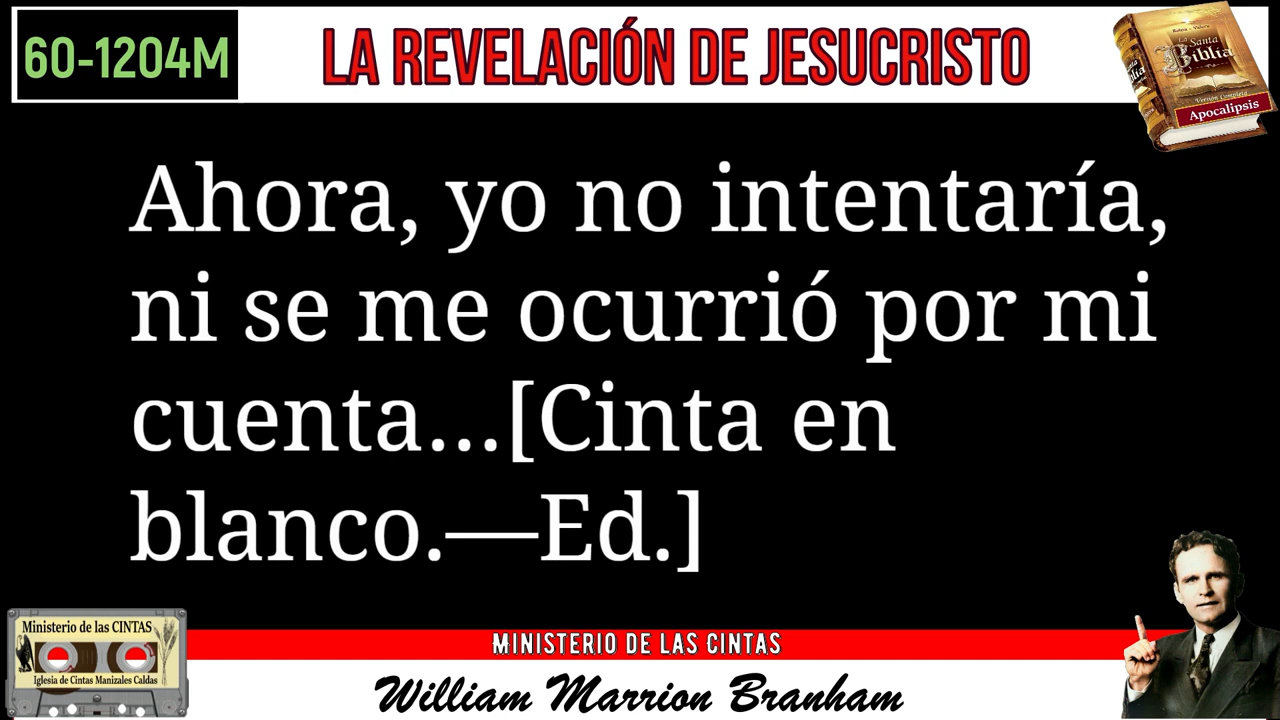 60-1204M
LA REVELACIÓN DE JESUCRISTO
La Santa
Biblia
Apocalipsis
Ahora, yo no intentaría,
ni se me ocurrió por mi
cuenta...[Cinta en
blanco.—Ed.]
Ministerio de las CINTAS
Iglesia de Cintas Manizales Caldas
MINISTERIO DE LAS CINTAS
William Marrion Branham